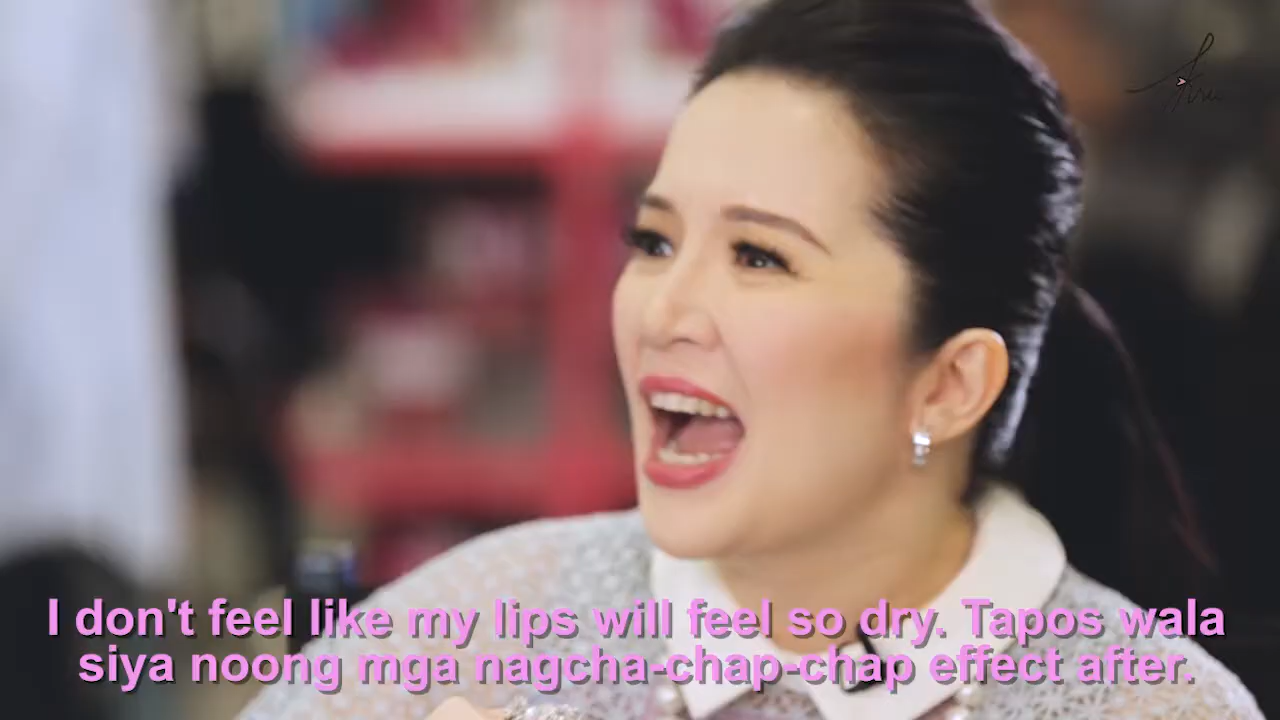 I don't feel like my lips will feel so dry. Tapos wala
siya noong mga nagcha-chap-chap effect after.